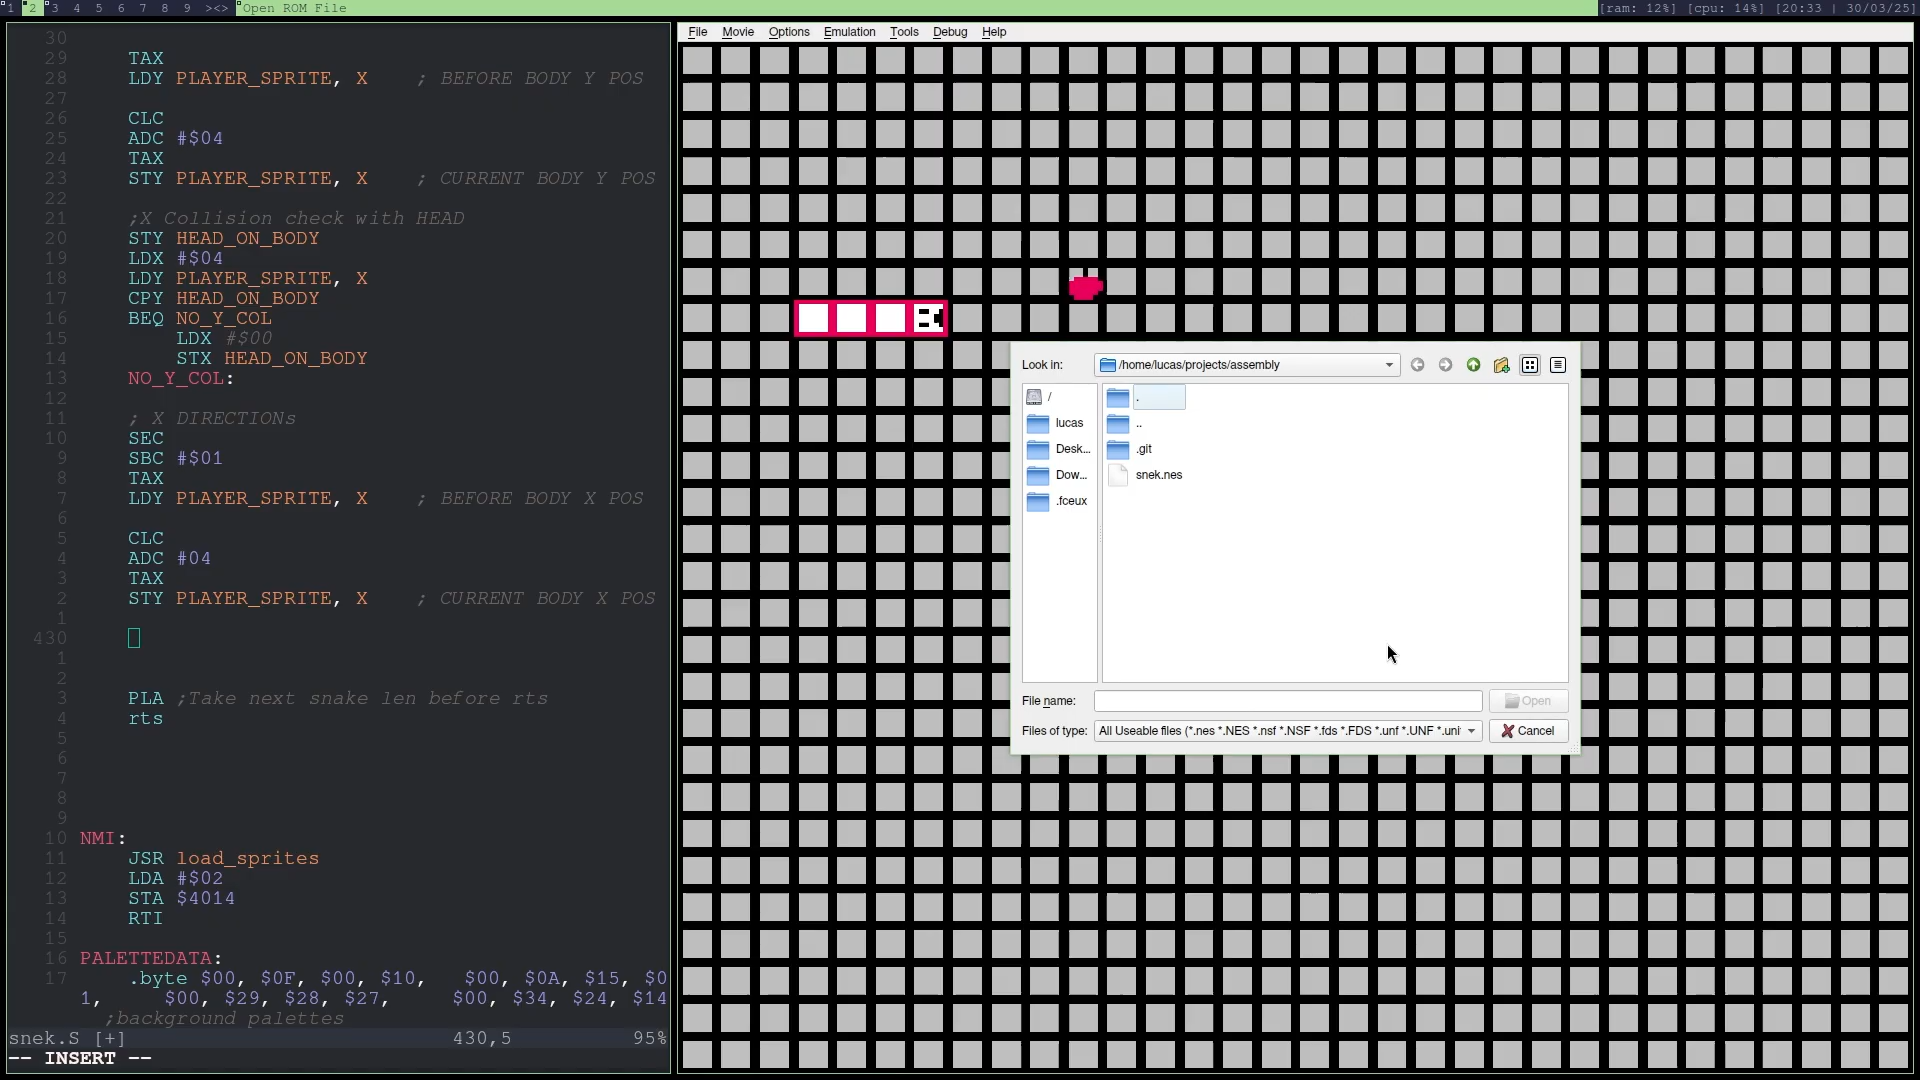 1 2 3 4 5 6 7 8 9 ><> Open ROM File [ram: 12%] [cpu: 14%] [20:33 | 30/03/25]
30
29 TAX
28 LDY PLAYER_SPRITE, X ; BEFORE BODY Y POS
27
26 CLC
25 ADC #$04
24 TAX
23 STY PLAYER_SPRITE, X ; CURRENT BODY Y POS
22
21 ;X Collision check with HEAD
20 STY HEAD_ON_BODY
19 LDX #$04
18 LDY PLAYER_SPRITE, X
17 CPY HEAD_ON_BODY
16 BEQ NO_Y_COL
15 LDX #$00
14 STX HEAD_ON_BODY
13 NO_Y_COL:
12
11 ; X DIRECTIONs
10 SEC
9 SBC #$01
8 TAX
7 LDY PLAYER_SPRITE, X ; BEFORE BODY X POS
6
5 CLC
4 ADC #04
3 TAX
2 STY PLAYER_SPRITE, X ; CURRENT BODY X POS
1
430
1
2
3 PLA ;Take next snake len before rts
4 rts
5
6
7
8
9
10 NMI:
11 JSR load_sprites
12 LDA #$02
13 STA $4014
14 RTI
15
16 PALETTEDATA:
17 .byte $00, $0F, $00, $10, $00, $0A, $15, $0
1, $00, $29, $28, $27, $00, $34, $24, $14
;background palettes
snek.S [+] 430,5 95%
-- INSERT --
File Movie Options Emulation Tools Debug Help
Look in: /home/lucas/projects/assembly
/
lucas
Desk...
Dow...
.fceux
.
..
.git
snek.nes
File name: Open
Files of type: All Useable files (*.nes *.NES *.nsf *.NSF *.fds *.FDS *.unf *.UNF *.uni Cancel